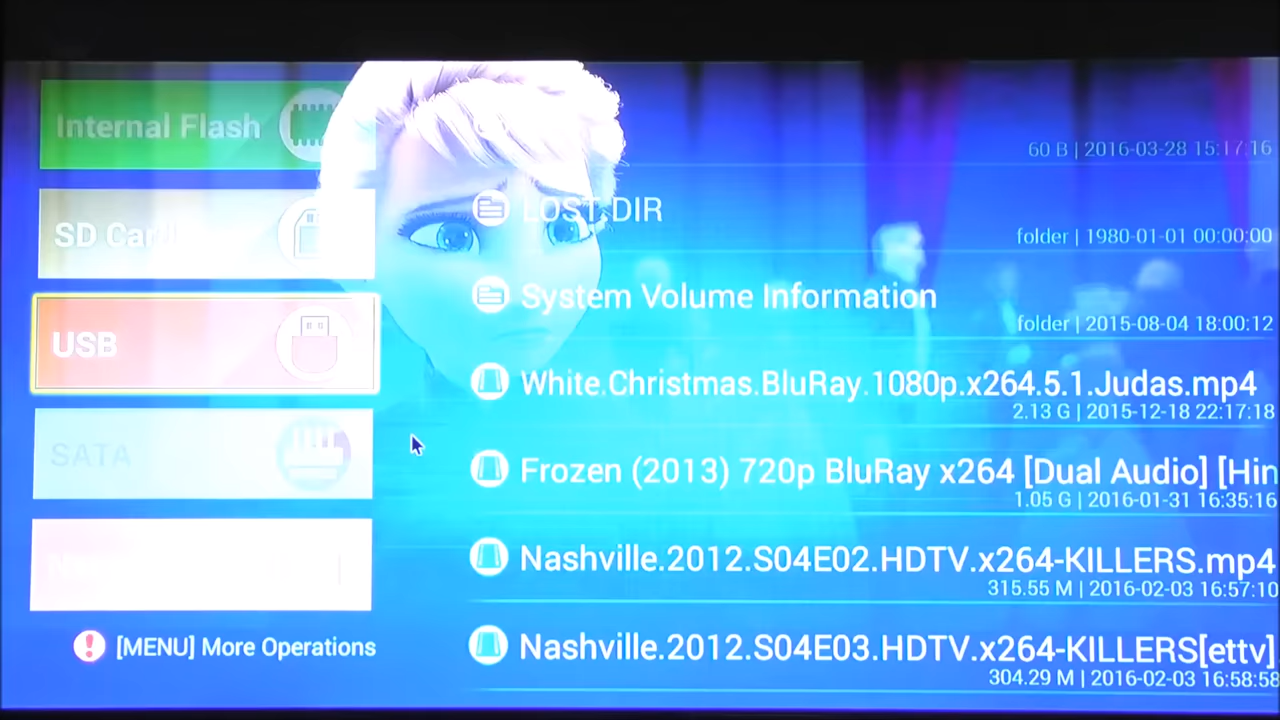 Internal Flash
60 B | 2016-03-28 15:17:16
SD Card
LOST.DIR
folder | 1980-01-01 00:00:00
System Volume Information
folder | 2015-08-04 18:00:12
USB
White.Christmas.BluRay.1080p.x264.5.1.Judas.mp4
2.13 G | 2015-12-18 22:17:18
SATA
Frozen (2013) 720p BluRay x264 [Dual Audio] [Hin
1.05 G | 2016-01-31 16:35:16
Nashville.2012.S04E02.HDTV.x264-KILLERS.mp4
315.55 M | 2016-02-03 16:57:10
[MENU] More Operations
Nashville.2012.S04E03.HDTV.x264-KILLERS[ettv].
304.29 M | 2016-02-03 16:58:58